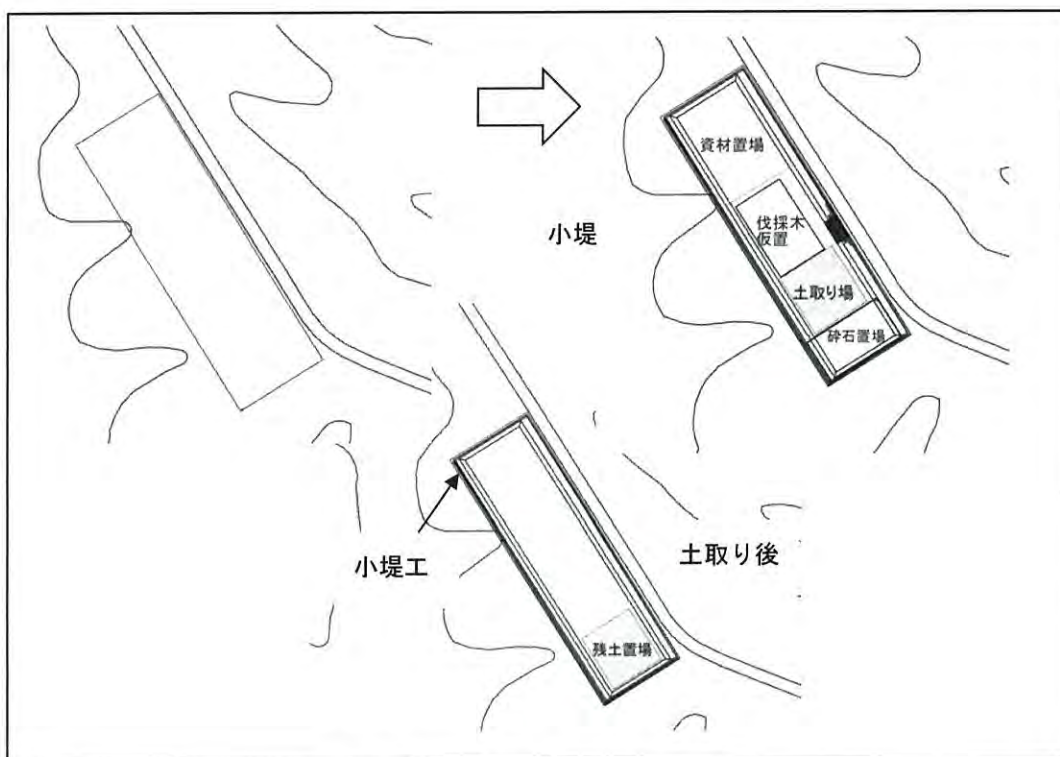 資材置場
小堤
伐採木
仮置
土取り場
砕石置場
小堤工
土取り後
残土置場